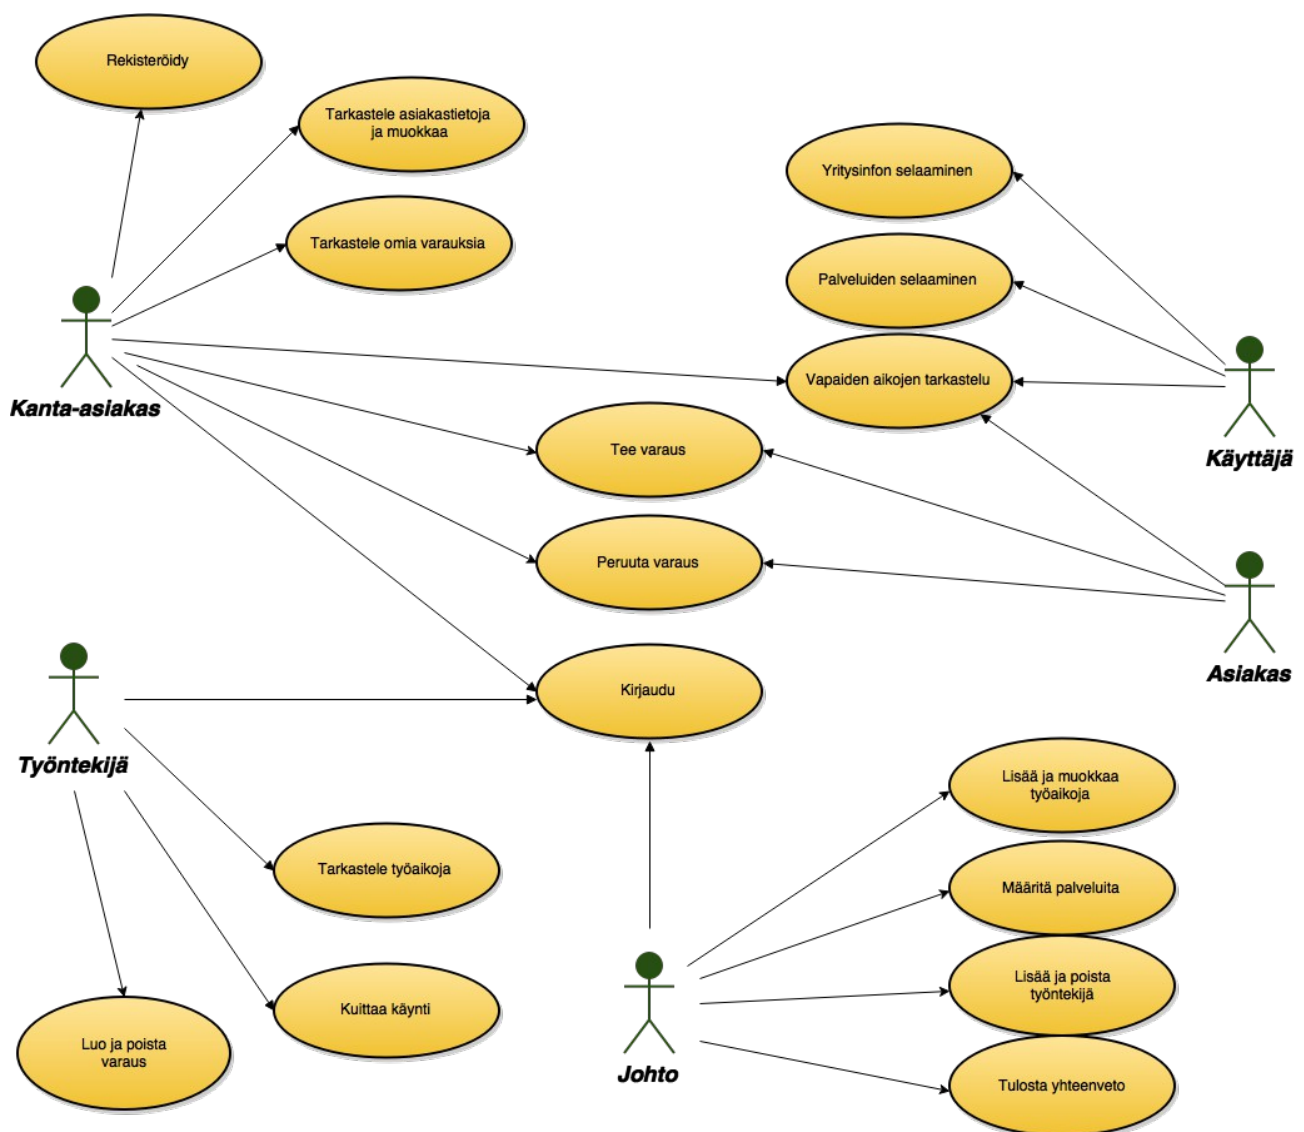 Rekisteröidy
Tarkastele asiakastietoja
ja muokkaa
Tarkastele omia varauksia
Yritysinfon selaaminen
Palveluiden selaaminen
Vapaiden aikojen tarkastelu
Kanta-asiakas
Käyttäjä
Tee varaus
Peruuta varaus
Asiakas
Kirjaudu
Työntekijä
Lisää ja muokkaa
työaikoja
Tarkastele työaikoja
Määritä palveluita
Lisää ja poista
työntekijä
Kuittaa käynti
Luo ja poista
varaus
Johto
Tulosta yhteenveto